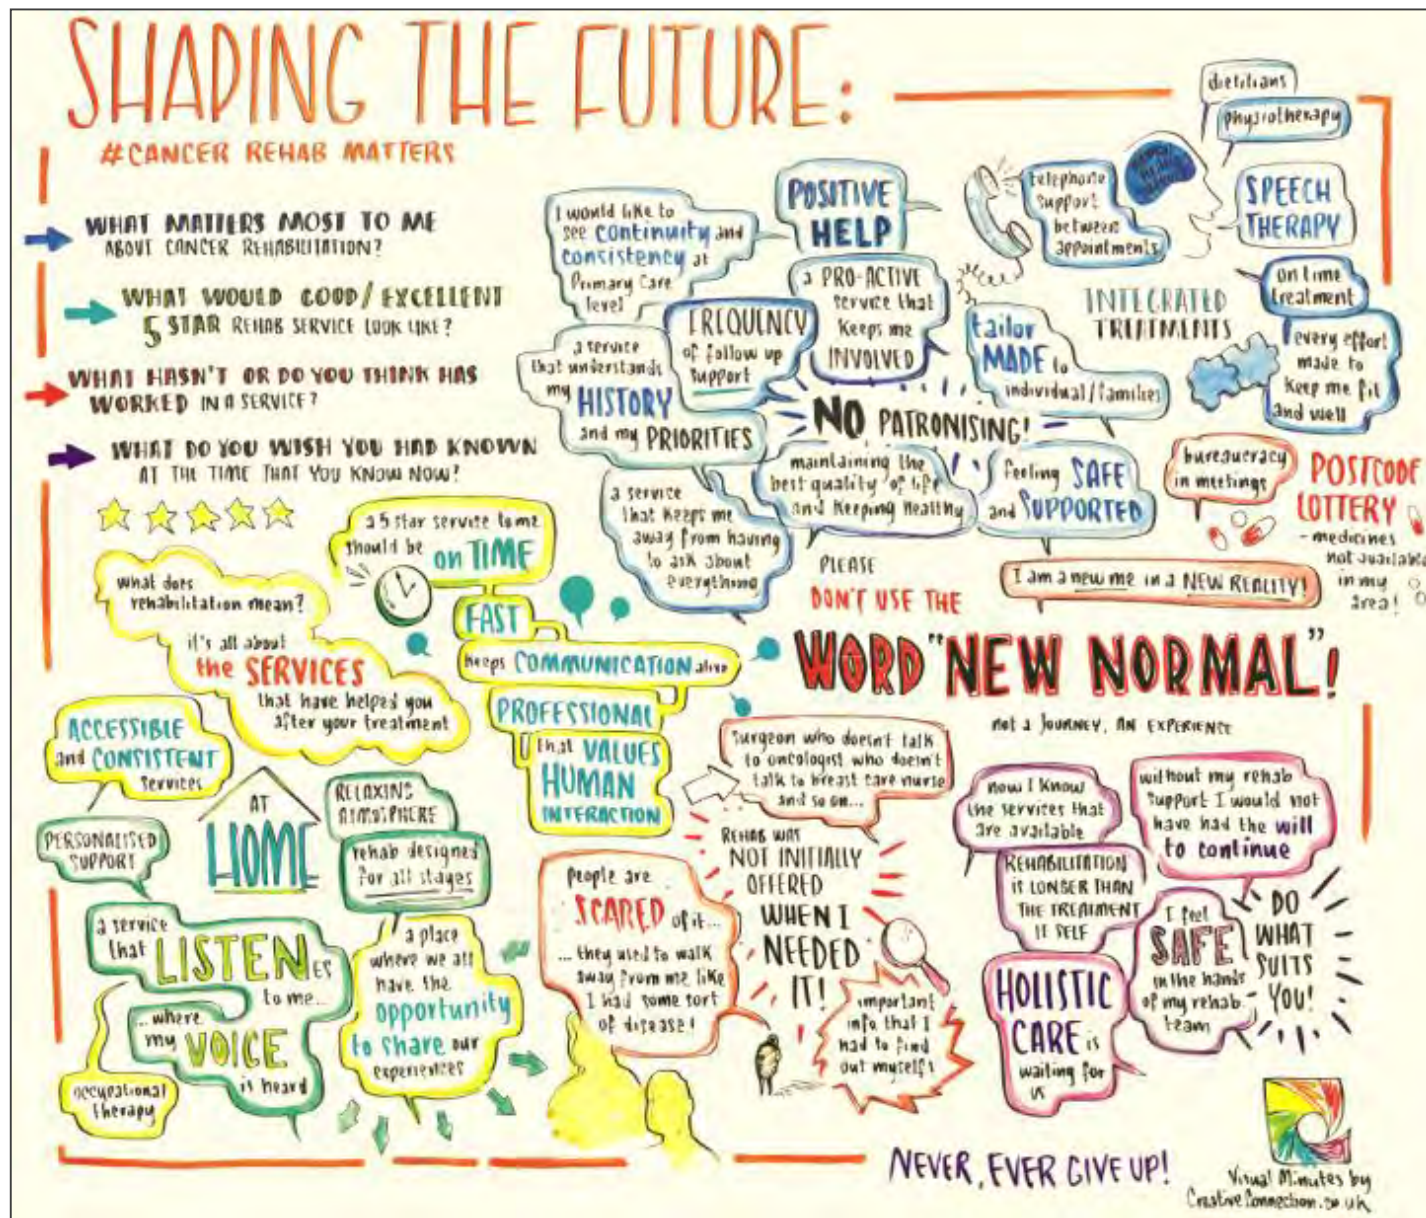 SHAPING THE FUTURE:
#CANCER REHAB MATTERS
WHAT MATTERS MOST TO ME
ABOUT CANCER REHABILITATION?
WHAT WOULD GOOD/EXCELLENT
5 STAR REHAB SERVICE LOOK LIKE?
WHAT HASN'T OR DO YOU THINK HAS
WORKED IN A SERVICE?
WHAT DO YOU WISH YOU HAD KNOWN
AT THE TIME THAT YOU KNOW NOW?
I would like to
see continuity and
consistency at
Primary Care
level
POSITIVE
HELP
telephone
support
between
appointments
dietitians
physiotherapy
SPEECH
THERAPY
a service
that understands
my HISTORY
and my PRIORITIES
FREQUENCY
of follow up
support
a PRO-ACTIVE
service that
keeps me
INVOLVED
tailor
MADE to
individual/families
INTEGRATED
TREATMENTS
on time
treatment
every effort
made to
keep me fit
and well
NO PATRONISING!
a service
that keeps me
away from having
to ask about
everything
maintaining the
best quality of life
and keeping healthy
feeling SAFE
and SUPPORTED
bureaucracy
in meetings
POSTCODE
LOTTERY
- medicines
not available
in my
area!
I am a new me in a NEW REALITY!
PLEASE
DON'T USE THE
WORD "NEW NORMAL"!
not a JOURNEY, AN EXPERIENCE
a 5 star service to me
should be
on TIME
FAST
keeps COMMUNICATION alive
PROFESSIONAL
that VALUES
HUMAN
INTERACTION
what does
rehabilitation mean?
it's all about
the SERVICES
that have helped you
after your treatment
ACCESSIBLE
and CONSISTENT
services
PERSONALISED
SUPPORT
AT
HOME
RELAXING
ATMOSPHERE
rehab designed
for all stages
a service
that LISTENES
to me...
...where
my VOICE
is heard
occupational
therapy
a place
where we all
have the
opportunity
to share our
experiences
surgeon who doesn't talk
to oncologist who doesn't
talk to breast care nurse
and so on...
people are
SCARED of it...
...they used to walk
away from me like
I had some sort
of disease!
REHAB WAS
NOT INITIALLY
OFFERED
WHEN I
NEEDED
IT!
important
info that I
had to find
out myself!
now I know
the services that
are available
REHABILITATION
IS LONGER THAN
THE TREATMENT
IT SELF
HOLISTIC
CARE is
waiting for
us
without my rehab
support I would not
have had the will
to continue
I feel
SAFE
in the hands
of my rehab
team
DO
WHAT
SUITS
YOU!
NEVER, EVER GIVE UP!
Visual Minutes by
CreativeConnection.co.uk